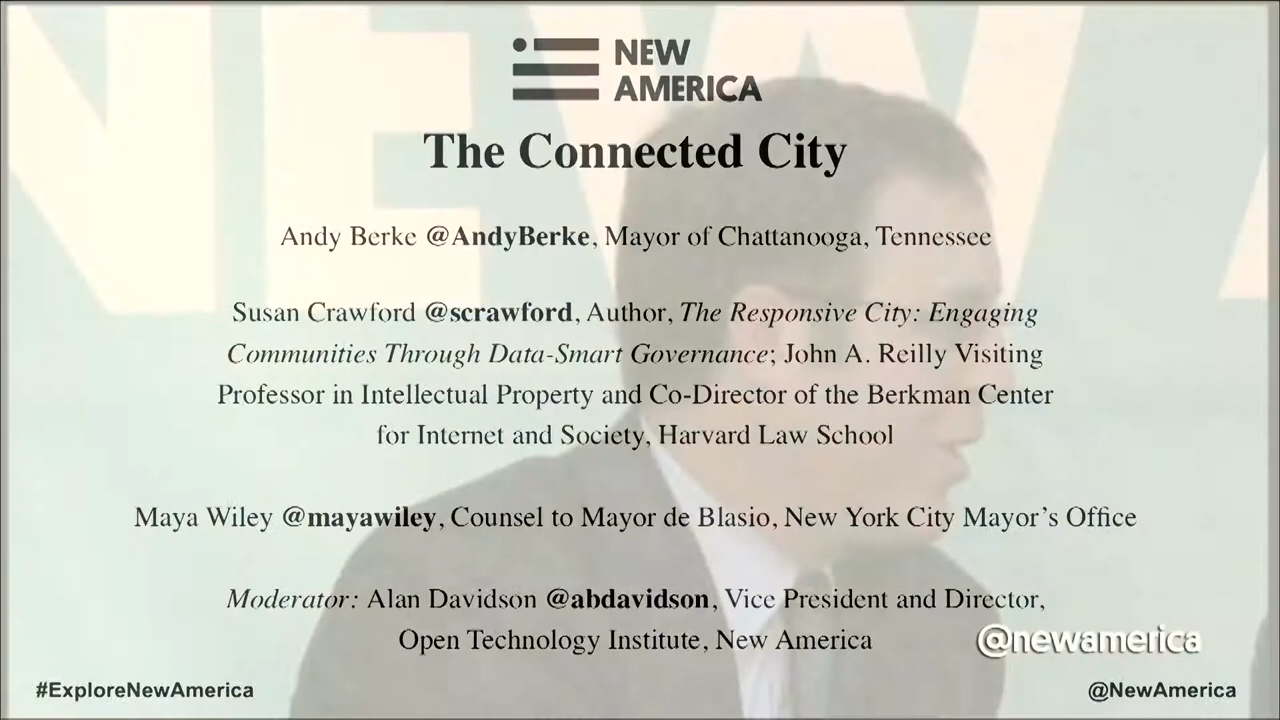 NEW
AMERICA
The Connected City
Andy Berke @AndyBerke, Mayor of Chattanooga, Tennessee
Susan Crawford @scrawford, Author, The Responsive City: Engaging
Communities Through Data-Smart Governance; John A. Reilly Visiting
Professor in Intellectual Property and Co-Director of the Berkman Center
for Internet and Society, Harvard Law School
Maya Wiley @mayawiley, Counsel to Mayor de Blasio, New York City Mayor’s Office
Moderator: Alan Davidson @abdavidson, Vice President and Director,
Open Technology Institute, New America
@newamerica
#ExploreNewAmerica
@NewAmerica
NEW A